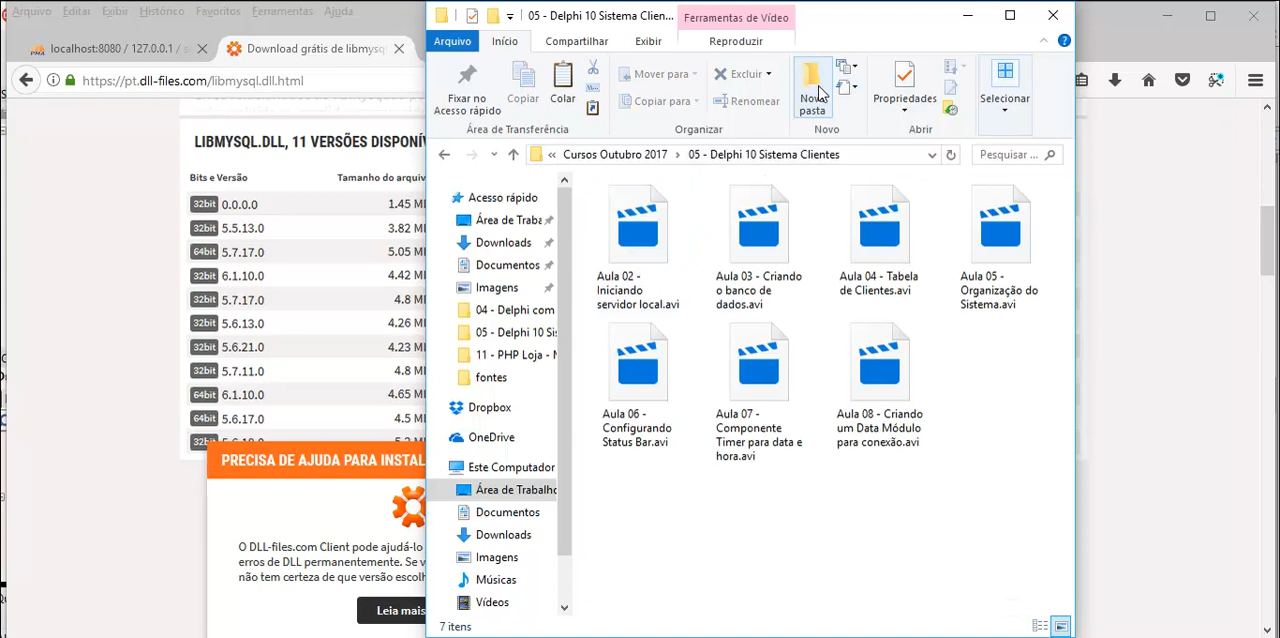 Arquivo Editar Exibir Histórico Favoritos Ferramentas Ajuda
localhost:8080 / 127.0.0.1 /
Download grátis de libmysq
https://pt.dll-files.com/libmysql.dll.html
LIBMYSQL.DLL, 11 VERSÕES DISPONÍV
Bits e Versão Tamanho do arquiv
32bit 0.0.0.0 1.45 M
32bit 5.5.13.0 3.82 M
64bit 5.7.17.0 5.05 M
32bit 6.1.10.0 4.42 M
32bit 5.7.17.0 4.8 M
32bit 5.6.13.0 4.26 M
32bit 5.6.21.0 4.23 M
32bit 5.7.11.0 4.8 M
64bit 6.1.10.0 4.65 M
64bit 5.6.17.0 4.5 M
32bit
PRECISA DE AJUDA PARA INSTAL
O DLL-files.com Client pode ajudá-lo
erros de DLL permanentemente. Se v
não tem certeza de que versão escolh
Leia mais
05 - Delphi 10 Sistema Clien...
Ferramentas de Vídeo
Arquivo Início Compartilhar Exibir Reproduzir
Fixar no
Acesso rápido
Copiar
Colar
Mover para
Copiar para
Excluir
Renomear
Nova
pasta
Propriedades
Selecionar
Área de Transferência Organizar Novo Abrir
« Cursos Outubro 2017 › 05 - Delphi 10 Sistema Clientes
Pesquisar ...
Acesso rápido
Área de Traba
Downloads
Documentos
Imagens
04 - Delphi com
05 - Delphi 10 Si
11 - PHP Loja -
fontes
Dropbox
OneDrive
Este Computador
Área de Trabalho
Documentos
Downloads
Imagens
Músicas
Vídeos
Aula 02 -
Iniciando
servidor local.avi
Aula 03 - Criando
o banco de
dados.avi
Aula 04 - Tabela
de Clientes.avi
Aula 05 -
Organização do
Sistema.avi
Aula 06 -
Configurando
Status Bar.avi
Aula 07 -
Componente
Timer para data e
hora.avi
Aula 08 - Criando
um Data Módulo
para conexão.avi
7 itens